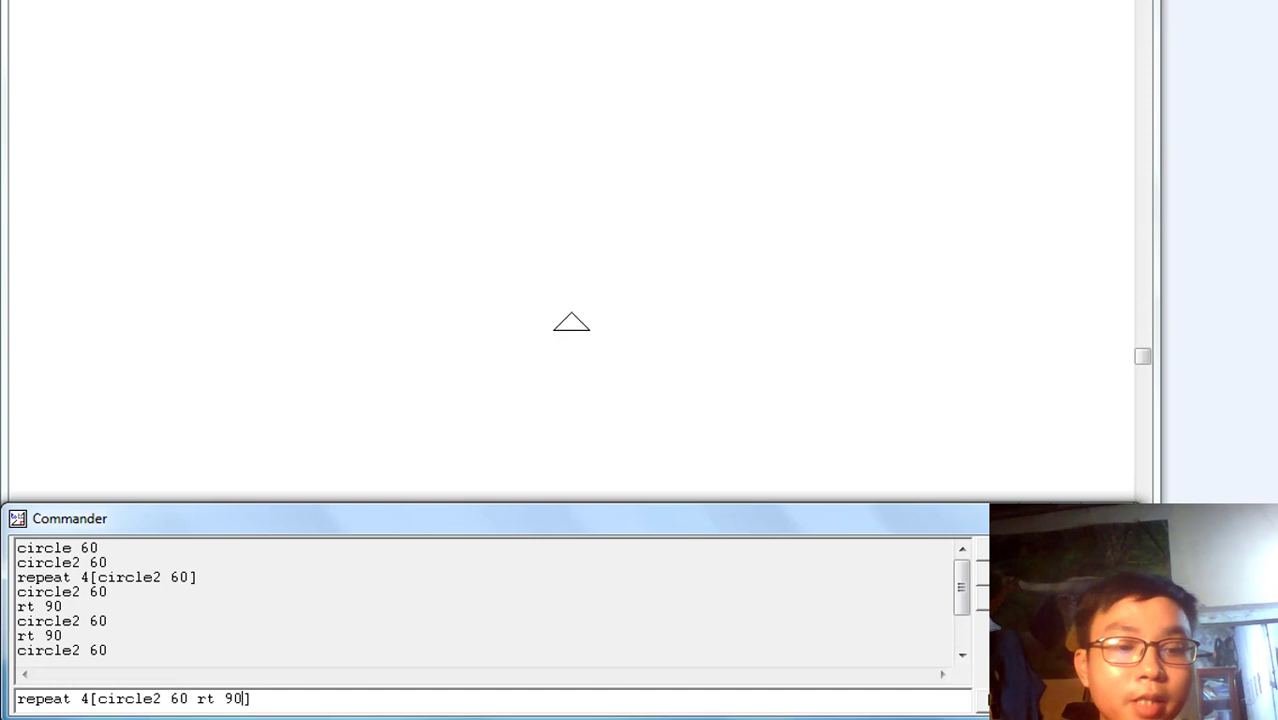 Commander
circle 60
circle2 60
repeat 4[circle2 60]
circle2 60
rt 90
circle2 60
rt 90
circle2 60
repeat 4[circle2 60 rt 90]